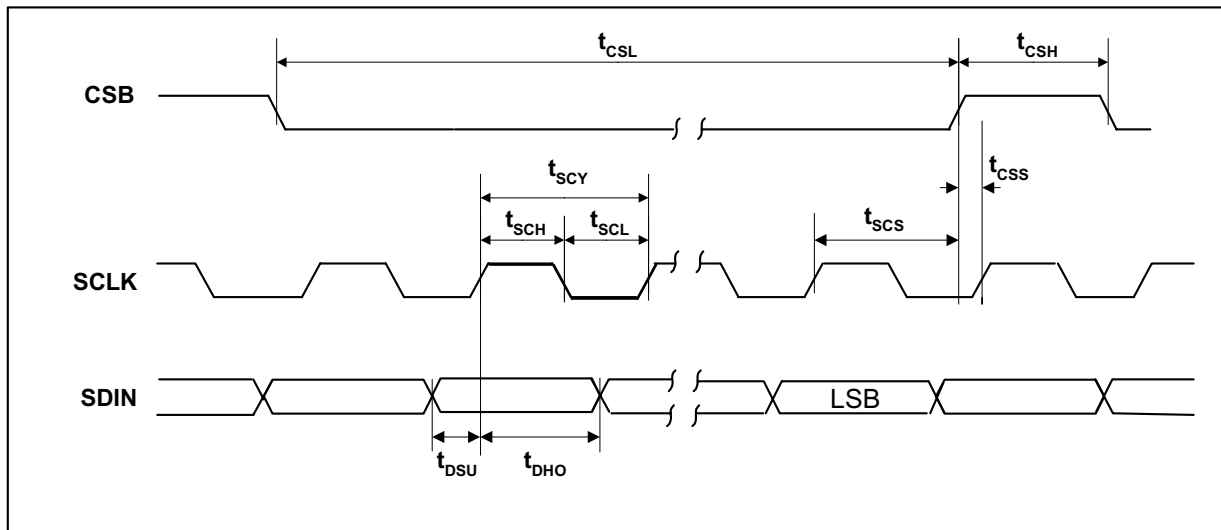 tCSL
tCSH
CSB
tCSS
tSCY
tSCH
tSCL
tSCS
SCLK
SDIN
LSB
tDSU
tDHO